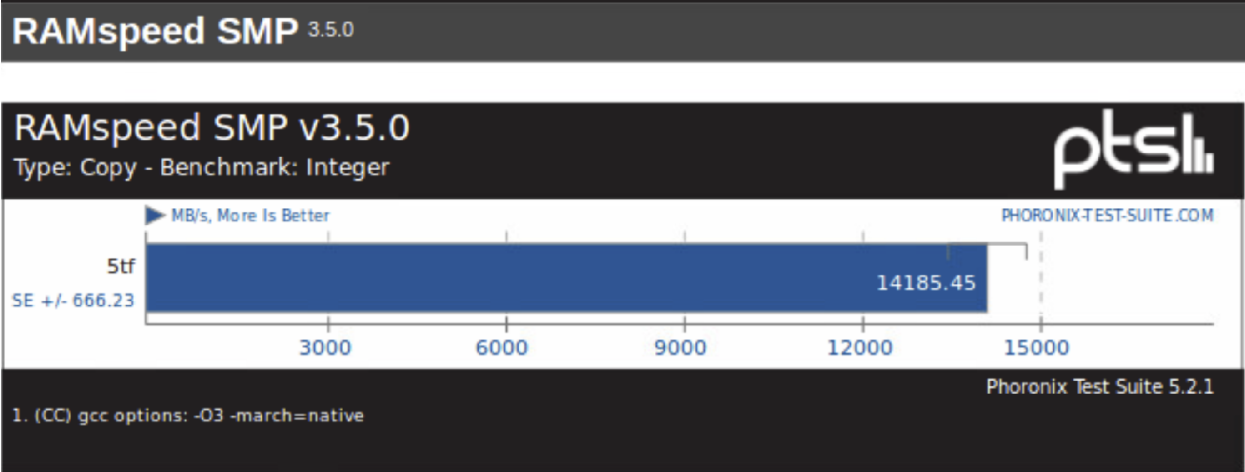 RAMspeed SMP 3.5.0
RAMspeed SMP v3.5.0
Type: Copy - Benchmark: Integer
ptsl
MB/s, More Is Better
PHORONIX-TEST-SUITE.COM
5tf
SE +/- 666.23
14185.45
3000 6000 9000 12000 15000
Phoronix Test Suite 5.2.1
1. (CC) gcc options: -O3 -march=native